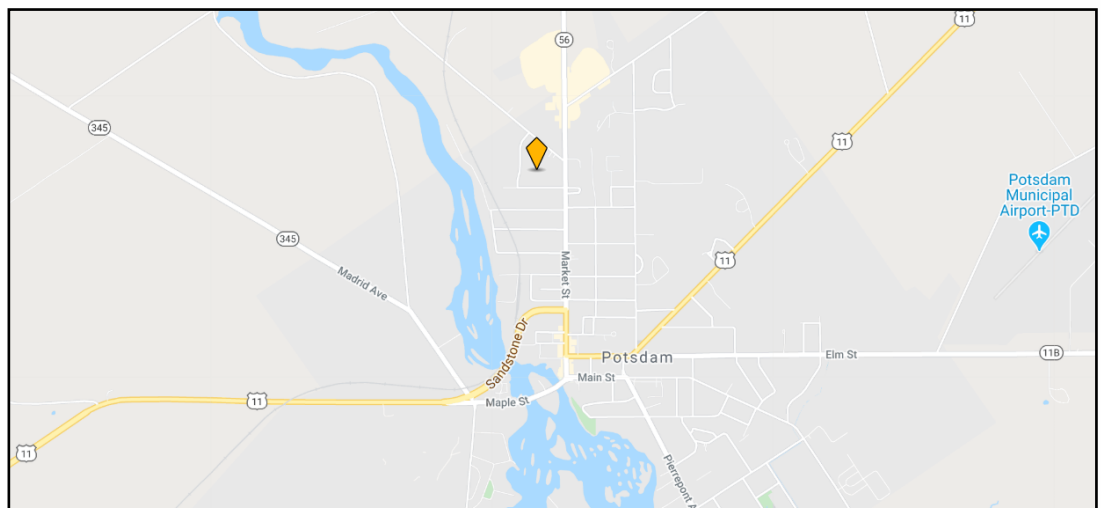 11
56
345
11
Potsdam
Municipal
Airport-PTD
345
11
Market St
Madrid Ave
Sandstone Dr
Potsdam
Elm St
11B
Main St
11
Maple St
11
Pierrepont A